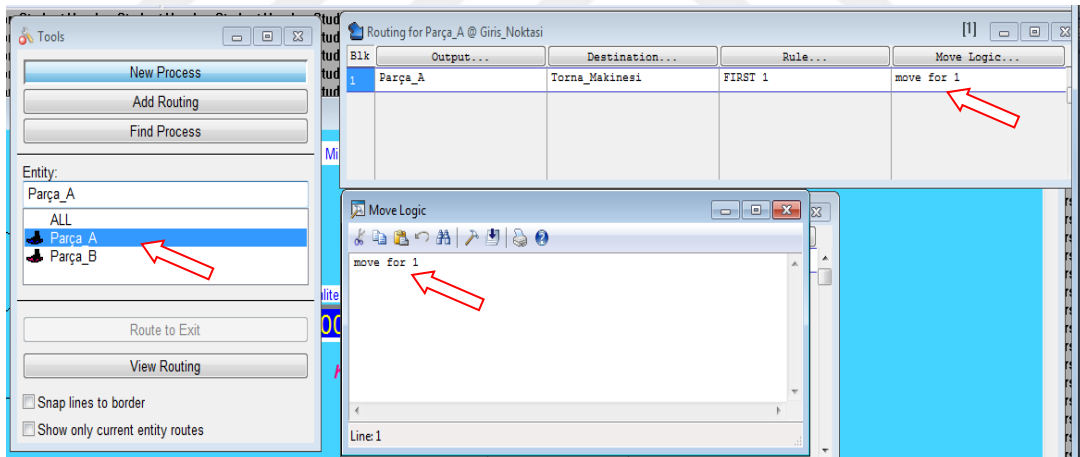 Tools
New Process
Add Routing
Find Process
Entity:
Parça_A
ALL
Parça_A
Parça_B
Route to Exit
View Routing
Snap lines to border
Show only current entity routes
Routing for Parça_A @ Giris_Noktasi
[1]
Blk Output... Destination... Rule... Move Logic...
1 Parça_A Torna_Makinesi FIRST 1 move for 1
Move Logic
move for 1
Line: 1